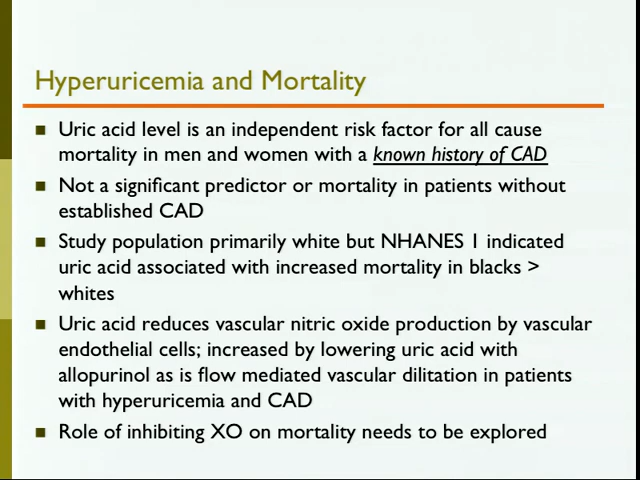 Hyperuricemia and Mortality
Uric acid level is an independent risk factor for all cause
mortality in men and women with a known history of CAD
Not a significant predictor or mortality in patients without
established CAD
Study population primarily white but NHANES 1 indicated
uric acid associated with increased mortality in blacks >
whites
Uric acid reduces vascular nitric oxide production by vascular
endothelial cells; increased by lowering uric acid with
allopurinol as is flow mediated vascular dilitation in patients
with hyperuricemia and CAD
Role of inhibiting XO on mortality needs to be explored